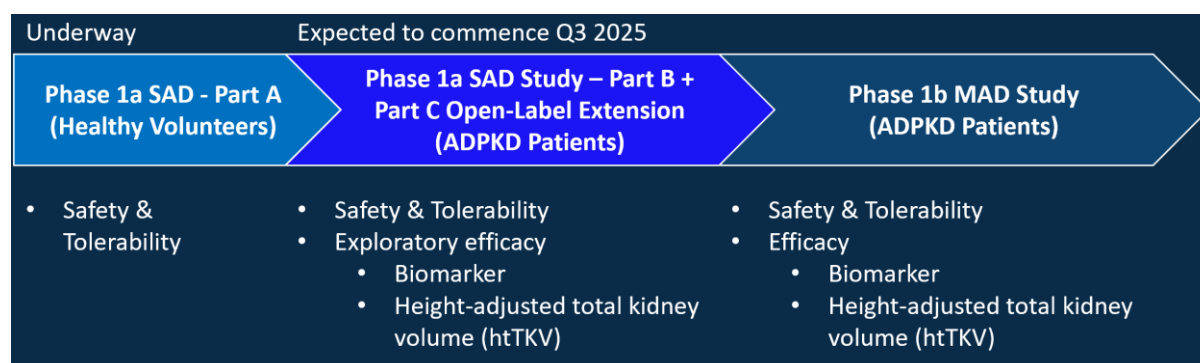 Underway
Expected to commence Q3 2025
Phase 1a SAD - Part A
(Healthy Volunteers)
Phase 1a SAD Study – Part B +
Part C Open-Label Extension
(ADPKD Patients)
Phase 1b MAD Study
(ADPKD Patients)
• Safety &
Tolerability
• Safety & Tolerability
• Exploratory efficacy
• Biomarker
• Height-adjusted total kidney
volume (htTKV)
• Safety & Tolerability
• Efficacy
• Biomarker
• Height-adjusted total kidney
volume (htTKV)